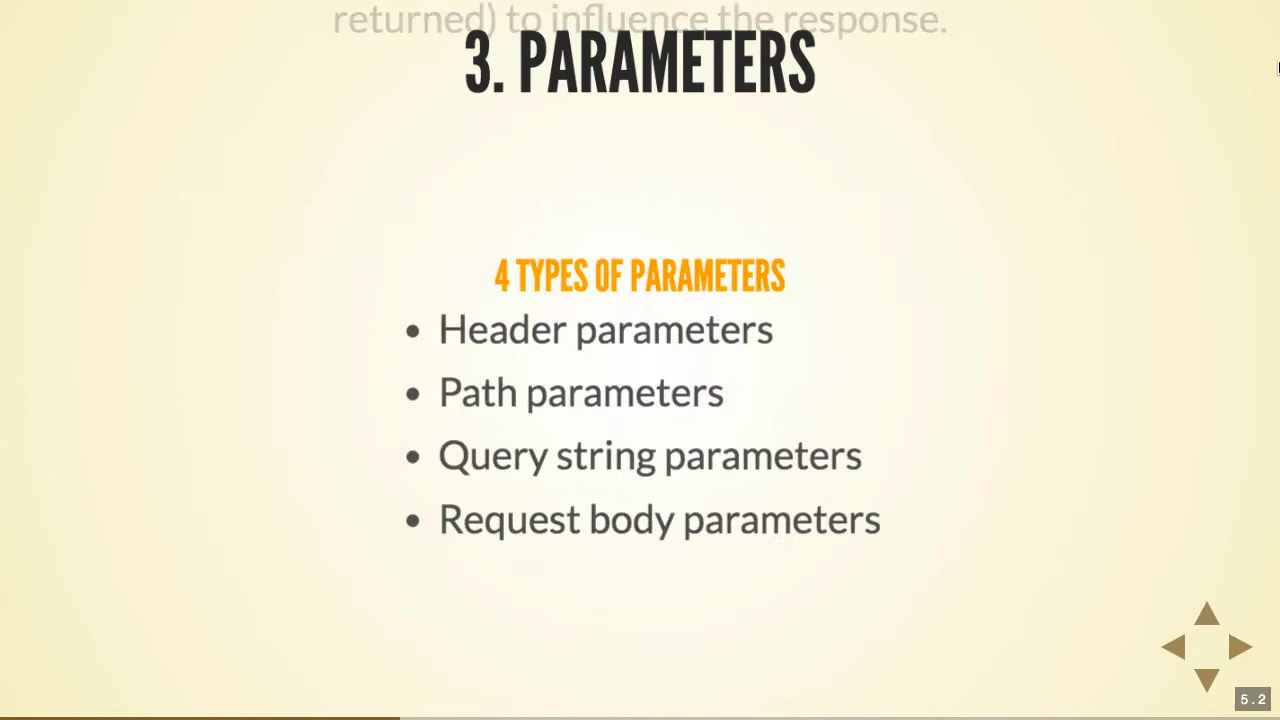 returned) to influence the response.
3. PARAMETERS
4 TYPES OF PARAMETERS
• Header parameters
• Path parameters
• Query string parameters
• Request body parameters
5.2